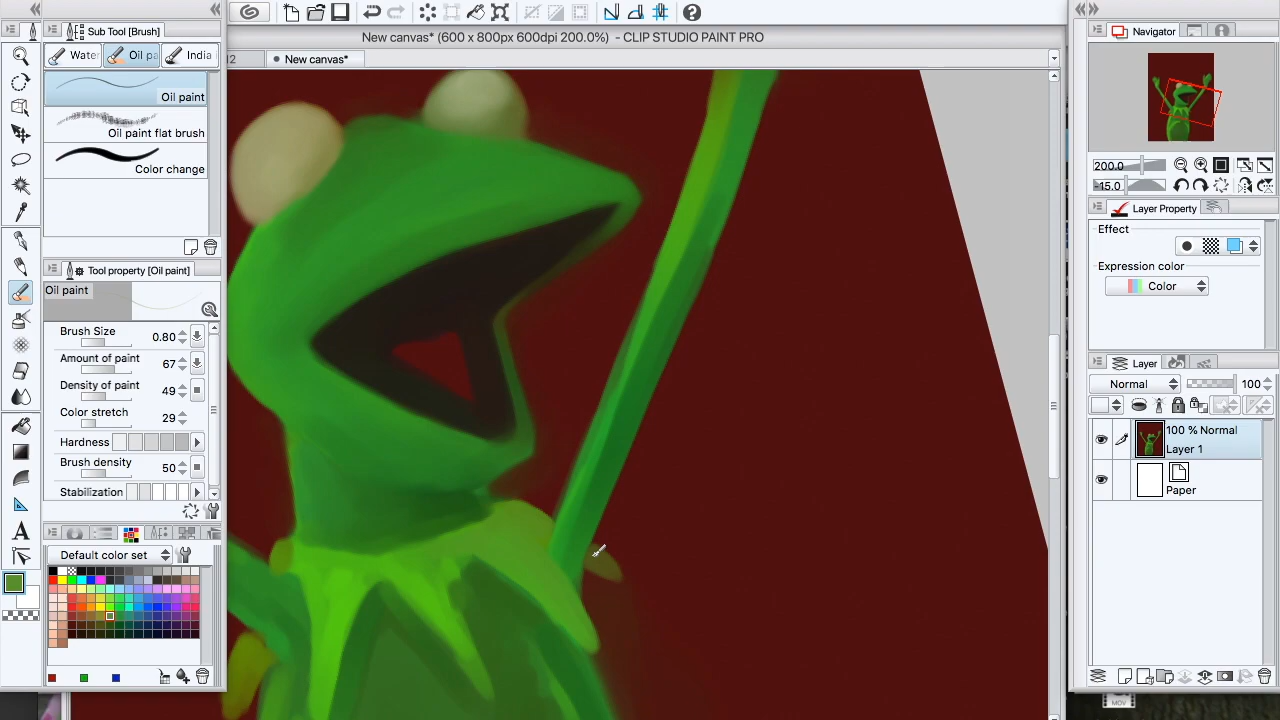 Sub Tool [Brush]
Water
Oil pa
India
Oil paint
Oil paint flat brush
Color change
Tool property [Oil paint]
Oil paint
Brush Size 0.80
Amount of paint 67
Density of paint 49
Color stretch 29
Hardness
Brush density 50
Stabilization
Default color set
New canvas* (600 x 800px 600dpi 200.0%) - CLIP STUDIO PAINT PRO
12
New canvas*
Navigator
200.0
-15.0
Layer Property
Effect
Expression color
Color
Layer
Normal 100
100 % Normal
Layer 1
Paper
MOV